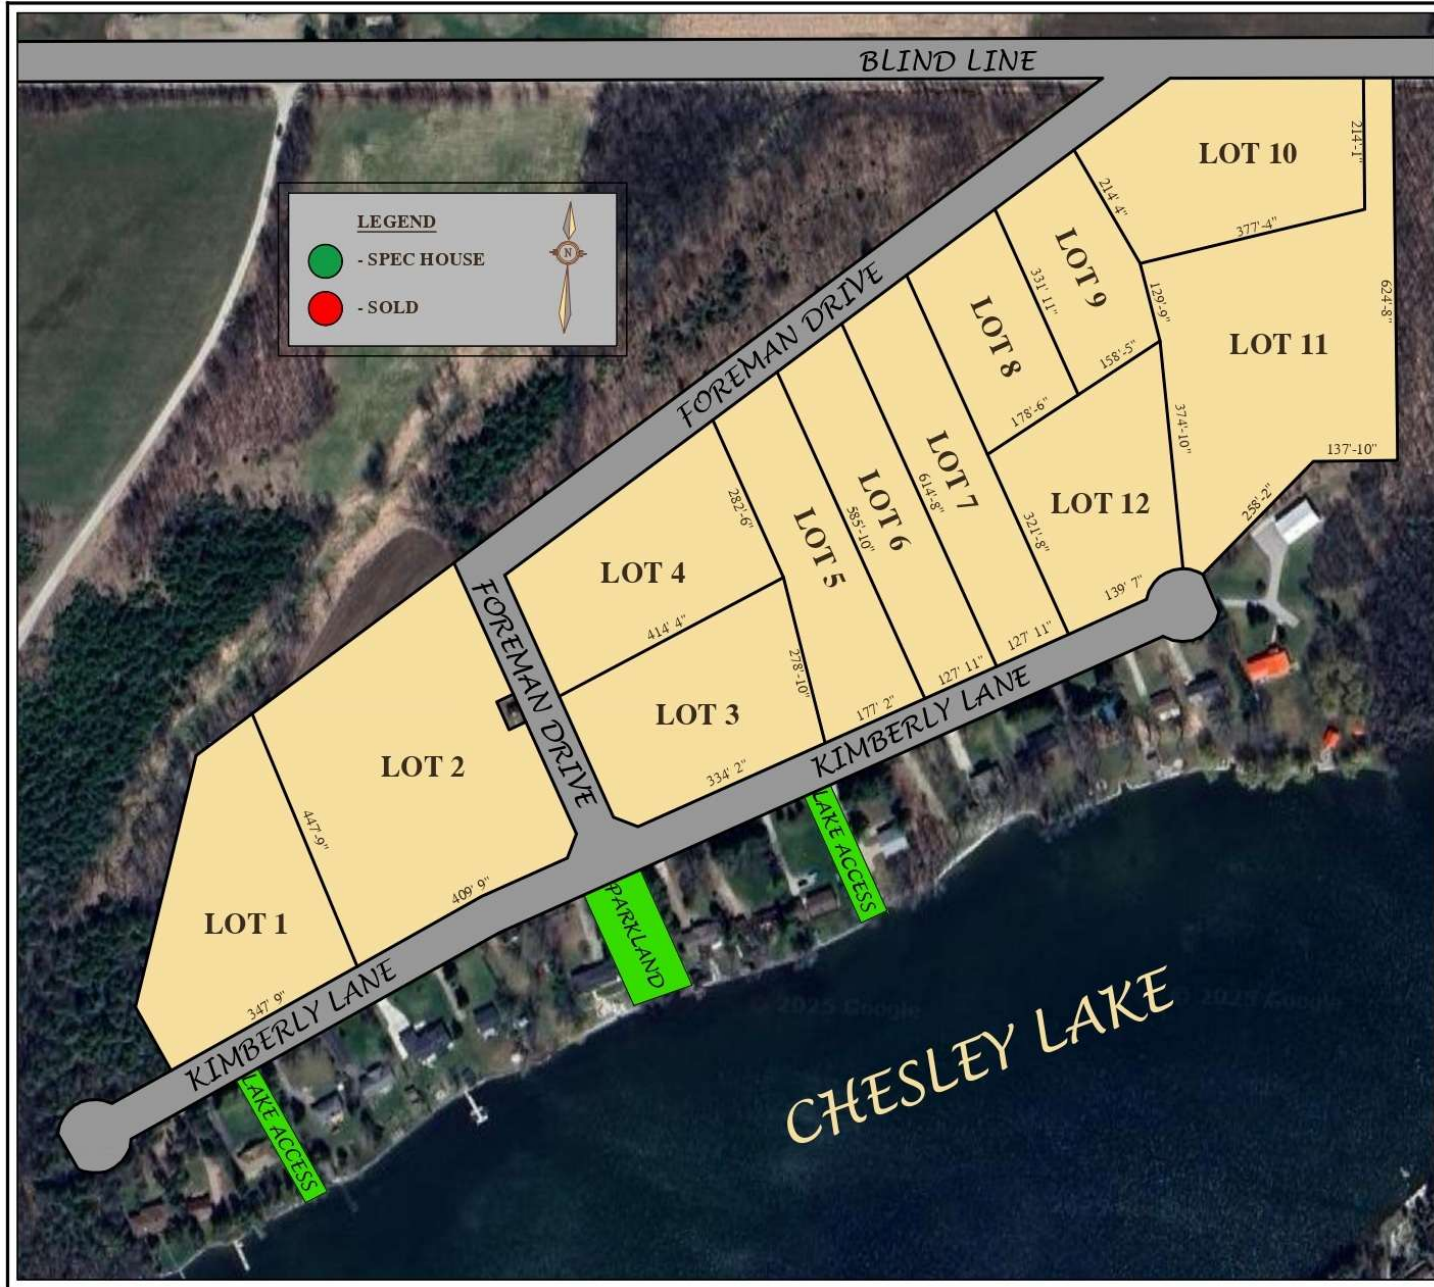 BLIND LINE
LOT 10
214'-1"
214' 4"
377'-4"
LEGEND
- SPEC HOUSE
- SOLD
N
FOREMAN DRIVE
LOT 9
331' 11"
129'-9"
624'-8"
LOT 8
LOT 11
158'-5"
178'-6"
374'-10"
137'-10"
258'-2"
LOT 7
614'-8"
LOT 6
585'-10"
LOT 5
282'-6"
LOT 12
321'-8"
139' 7"
LOT 4
414' 4"
FOREMAN DRIVE
278'-10"
127' 11"
127' 11"
177' 2"
LOT 3
334' 2"
KIMBERLY LANE
LOT 2
447'-9"
409' 9"
LAKE ACCESS
PARKLAND
LOT 1
347' 9"
KIMBERLY LANE
LAKE ACCESS
CHESLEY LAKE
2025 Google
2025 Google